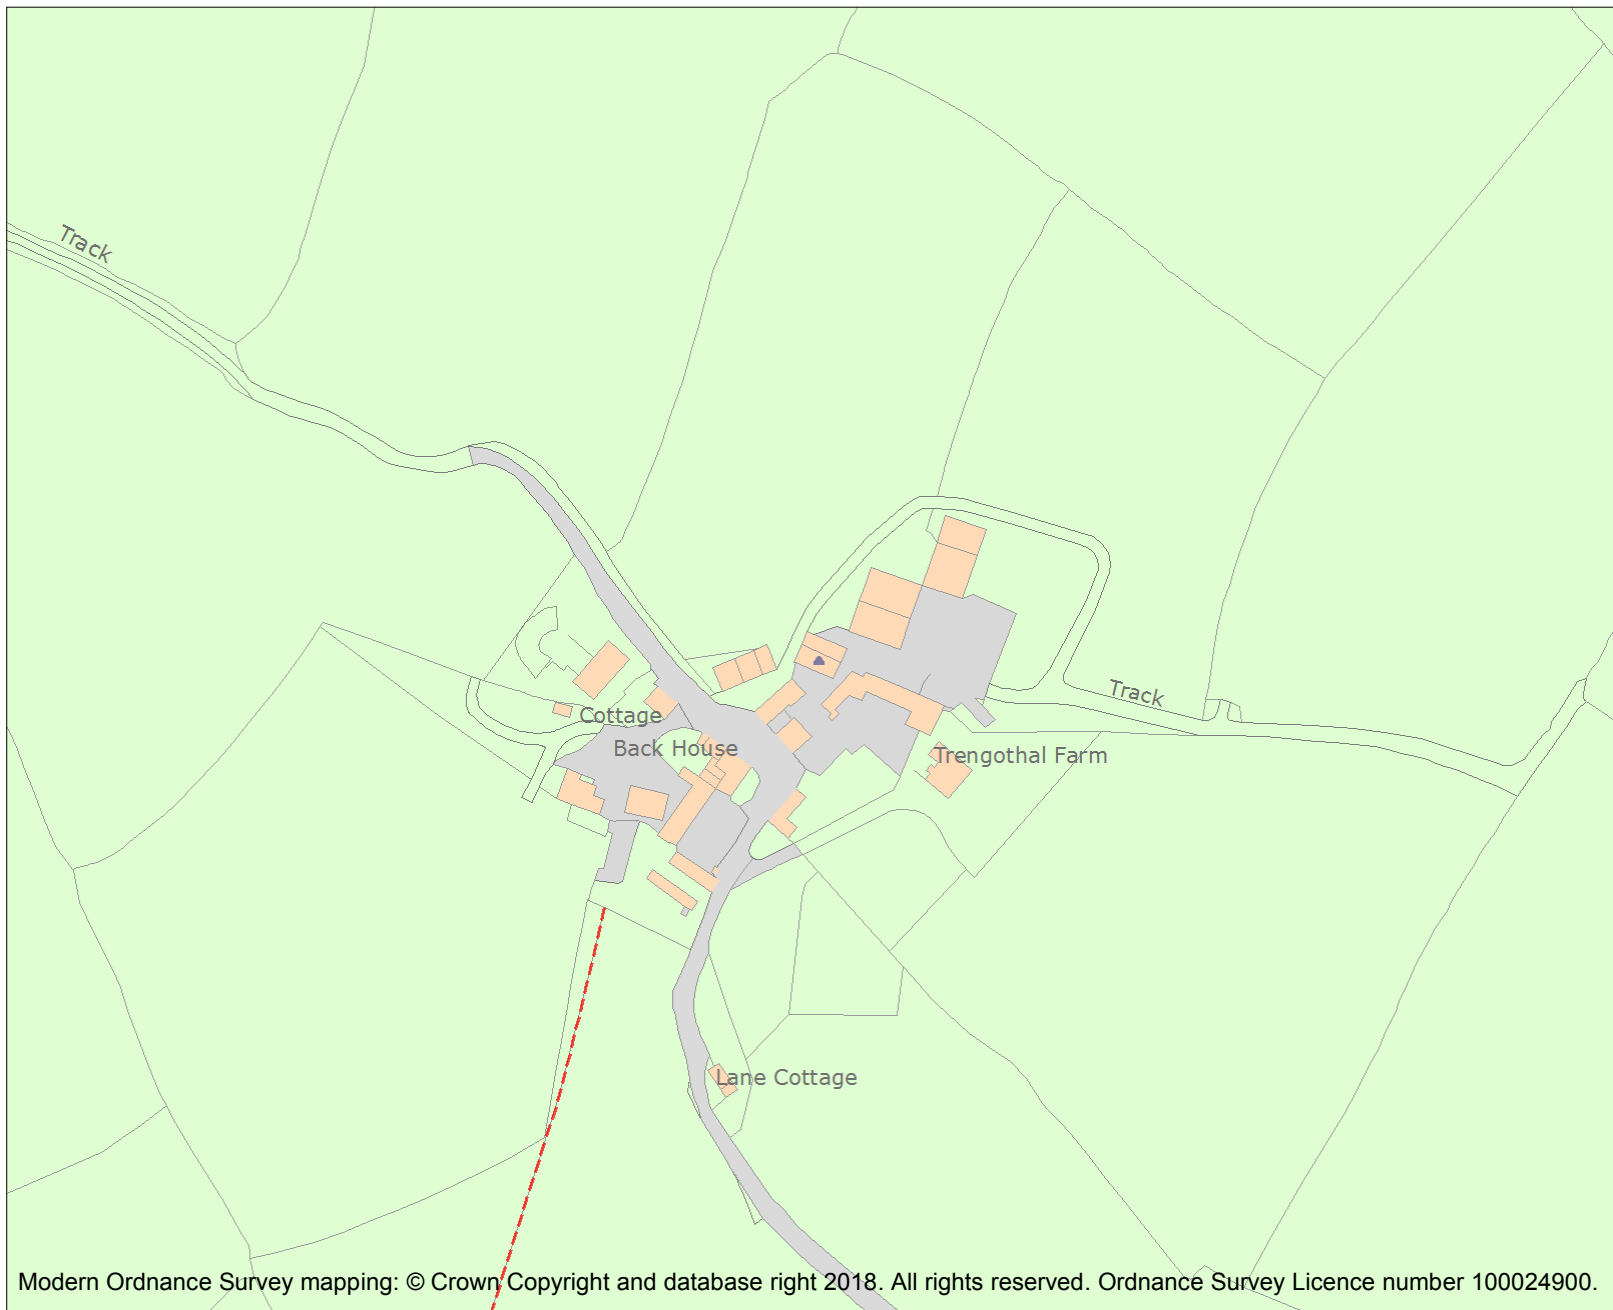 Track
Track
Cottage
Back House
Trengothal Farm
Lane Cottage
Modern Ordnance Survey mapping: © Crown Copyright and database right 2018. All rights reserved. Ordnance Survey Licence number 100024900.